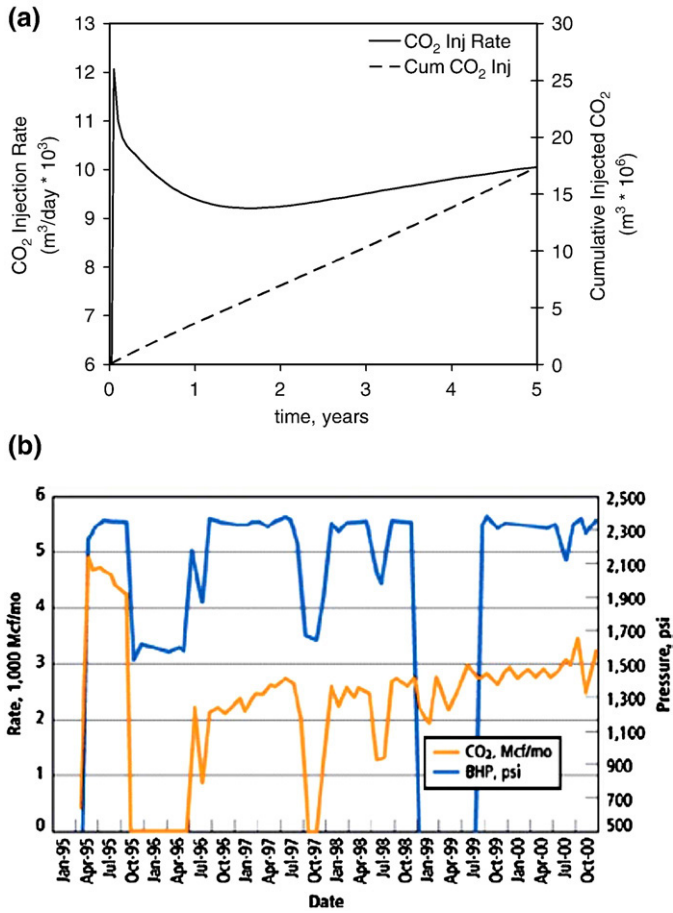 (a)
13
12
11
10
9
8
7
6
CO₂ Injection Rate
(m³/day * 10³)
CO₂ Inj Rate
Cum CO₂ Inj
30
25
20
15
10
5
0
Cumulative Injected CO₂
(m³ * 10⁶)
0 1 2 3 4 5
time, years
(b)
6
5
4
3
2
1
0
Rate, 1,000 Mcf/mo
CO₂, Mcf/mo
BHP, psi
2,500
2,300
2,100
1,900
1,700
1,500
1,300
1,100
900
700
500
Pressure, psi
Jan-95 Apr-95 Jul-95 Oct-95 Jan-96 Apr-96 Jul-96 Oct-96 Jan-97 Apr-97 Jul-97 Oct-97 Jan-98 Apr-98 Jul-98 Oct-98 Jan-99 Apr-99 Jul-99 Oct-99 Jan-00 Apr-00 Jul-00 Oct-00
Date